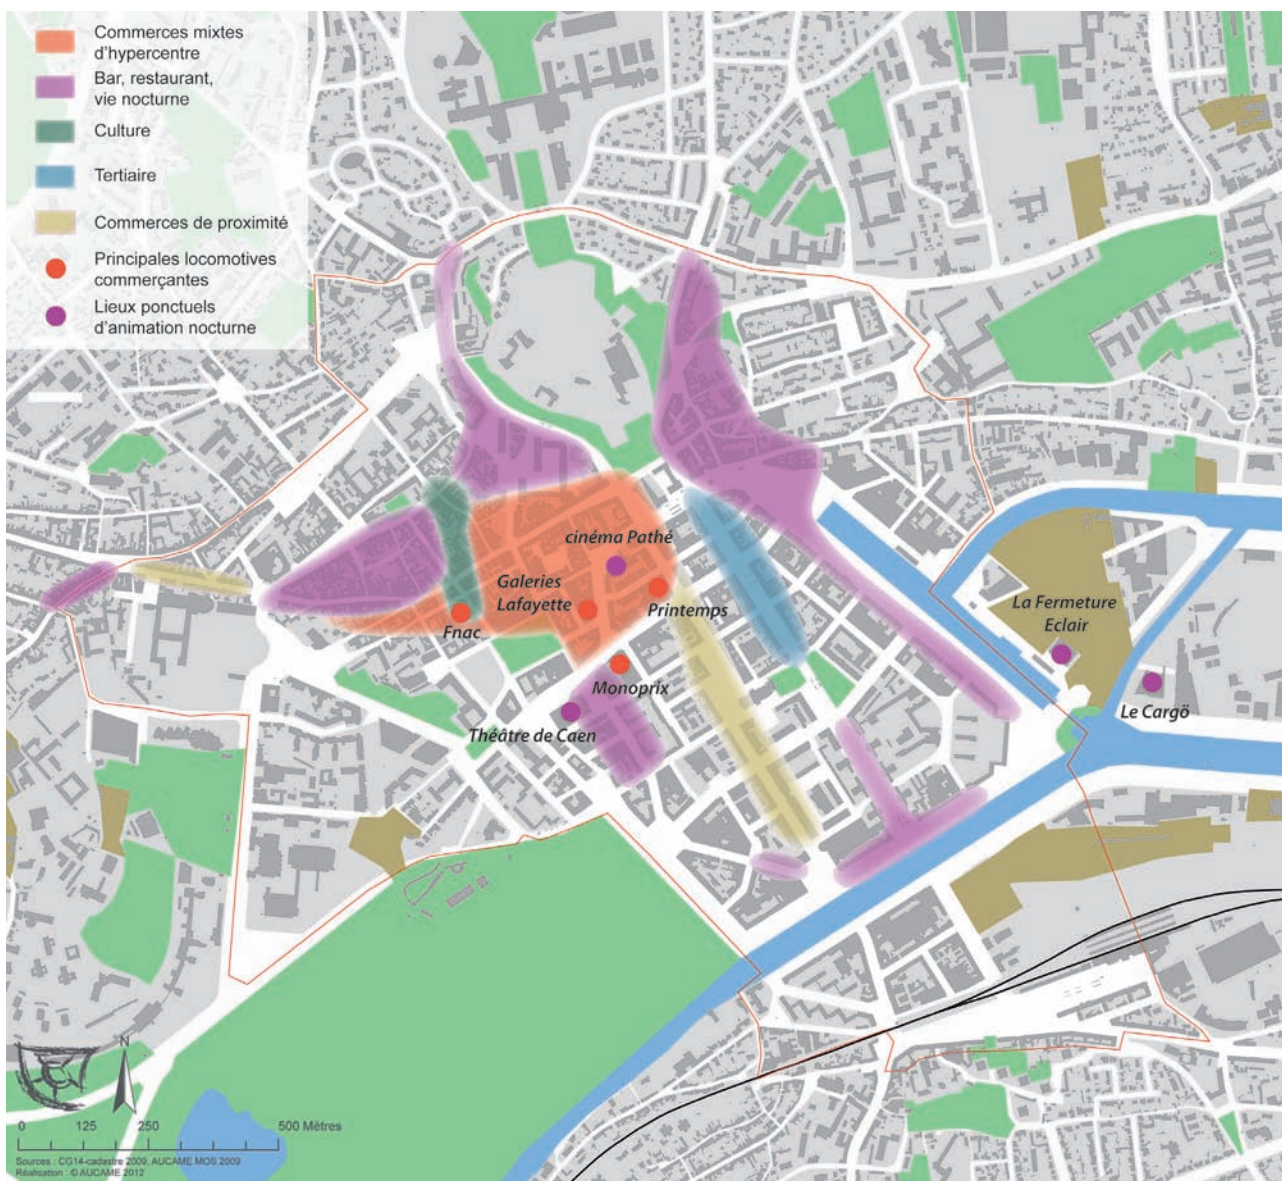 Commerces mixtes
d'hypercentre
Bar, restaurant,
vie nocturne
Culture
Tertiaire
Commerces de proximité
Principales locomotives
commerçantes
Lieux ponctuels
d'animation nocturne
cinéma Pathé
Galeries
Lafayette
Printemps
Fnac
La Fermeture
Eclair
Monoprix
Le Cargö
Théâtre de Caen
N
0 125 250 500 Mètres
Sources : CG14-cadastre 2009, AUCAME MOS 2009
Réalisation : © AUCAME 2012